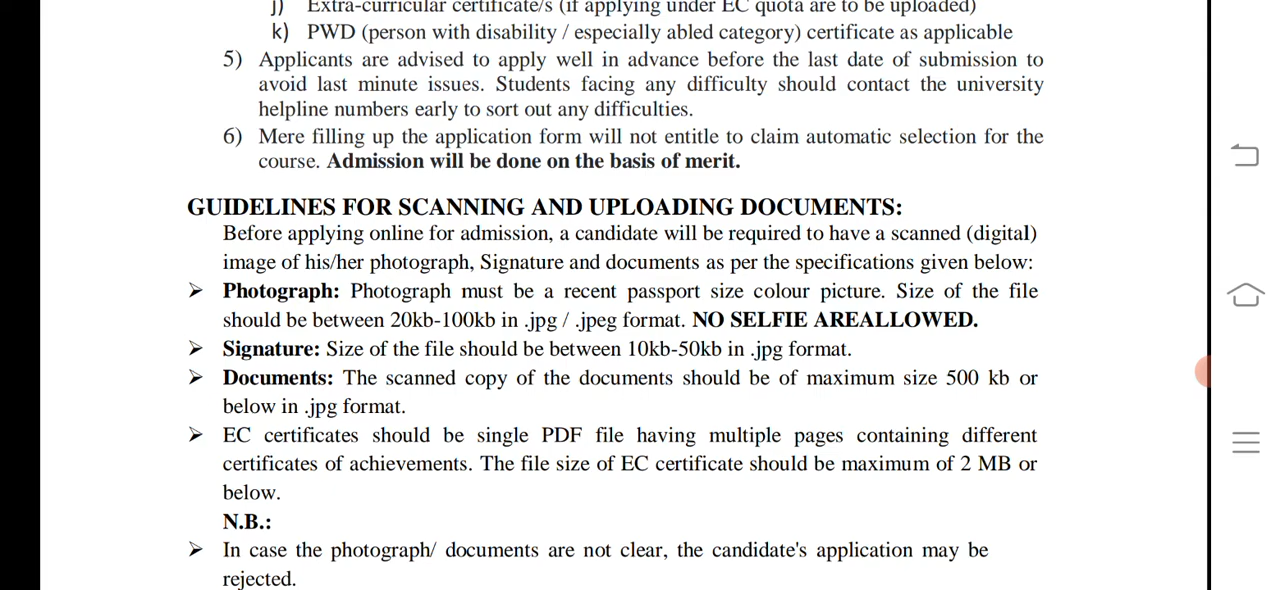 j) Extra-curricular certificate/s (if applying under EC quota are to be uploaded)
k) PWD (person with disability / especially abled category) certificate as applicable
5) Applicants are advised to apply well in advance before the last date of submission to
avoid last minute issues. Students facing any difficulty should contact the university
helpline numbers early to sort out any difficulties.
6) Mere filling up the application form will not entitle to claim automatic selection for the
course. Admission will be done on the basis of merit.
GUIDELINES FOR SCANNING AND UPLOADING DOCUMENTS:
Before applying online for admission, a candidate will be required to have a scanned (digital)
image of his/her photograph, Signature and documents as per the specifications given below:
➢ Photograph: Photograph must be a recent passport size colour picture. Size of the file
should be between 20kb-100kb in .jpg / .jpeg format. NO SELFIE AREALLOWED.
➢ Signature: Size of the file should be between 10kb-50kb in .jpg format.
➢ Documents: The scanned copy of the documents should be of maximum size 500 kb or
below in .jpg format.
➢ EC certificates should be single PDF file having multiple pages containing different
certificates of achievements. The file size of EC certificate should be maximum of 2 MB or
below.
N.B.:
➢ In case the photograph/ documents are not clear, the candidate's application may be
rejected.